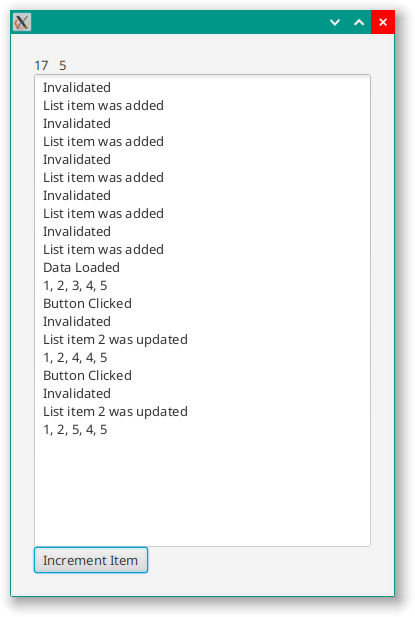 17 5
Invalidated
List item was added
Invalidated
List item was added
Invalidated
List item was added
Invalidated
List item was added
Invalidated
List item was added
Data Loaded
1, 2, 3, 4, 5
Button Clicked
Invalidated
List item 2 was updated
1, 2, 4, 4, 5
Button Clicked
Invalidated
List item 2 was updated
1, 2, 5, 4, 5
Increment Item